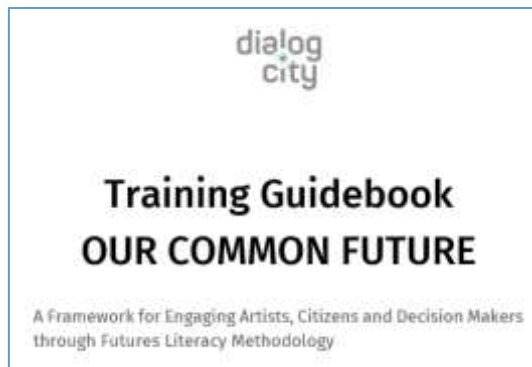 dialog
city
Training Guidebook
OUR COMMON FUTURE
A Framework for Engaging Artists, Citizens and Decision Makers
through Futures Literacy Methodology